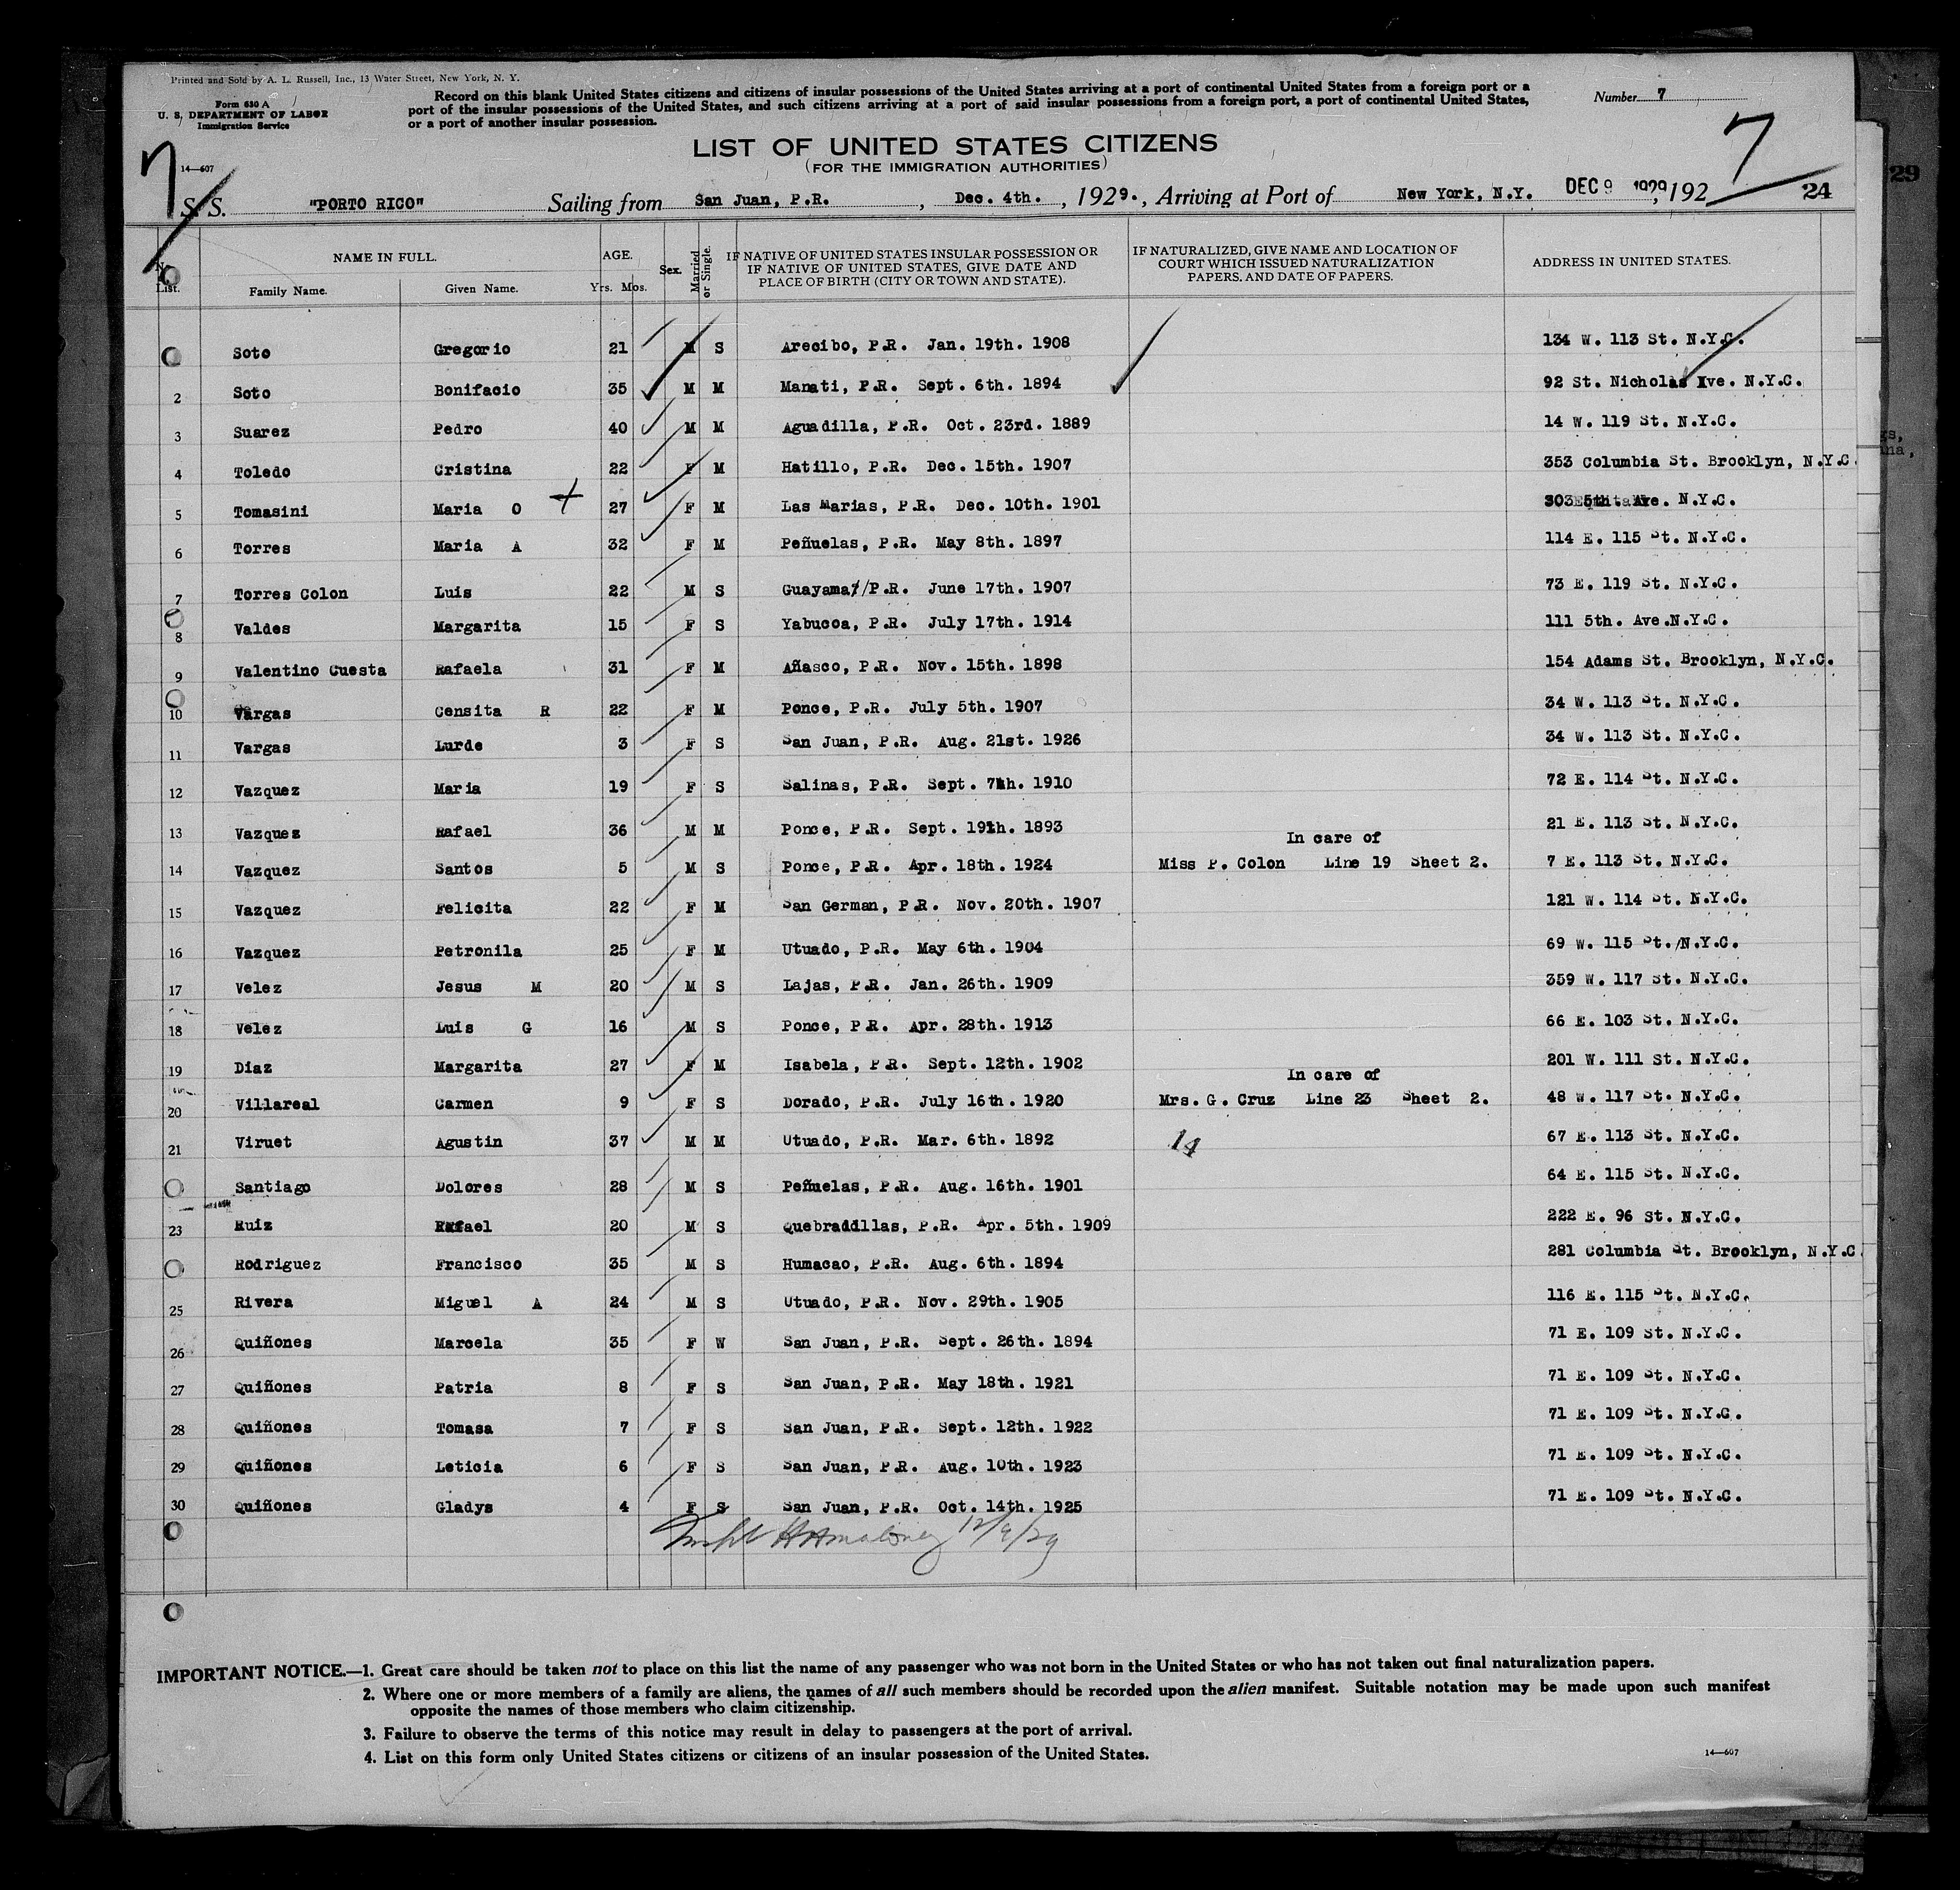 Printed and Sold by A. L. Russell, Inc., 13 Water Street, New York, N. Y.
Form 630 A
U. S. DEPARTMENT OF LABOR
Immigration Service
14—607
Record on this blank United States citizens and citizens of insular possessions of the United States arriving at a port of continental United States from a foreign port or a
port of the insular possessions of the United States, and such citizens arriving at a port of said insular possessions from a foreign port, a port of continental United States,
or a port of another insular possession.
Number 7
7 7
LIST OF UNITED STATES CITIZENS
(FOR THE IMMIGRATION AUTHORITIES)
S. S. "PORTO RICO" Sailing from San Juan, P.R. , Dec. 4th. , 1929. , Arriving at Port of New York, N.Y. DEC 9 1929 , 192 24
29
No. List. NAME IN FULL. Family Name. Given Name. AGE. Yrs. Mos. Sex. Married or Single. IF NATIVE OF UNITED STATES INSULAR POSSESSION OR IF NATIVE OF UNITED STATES, GIVE DATE AND PLACE OF BIRTH (CITY OR TOWN AND STATE). IF NATURALIZED, GIVE NAME AND LOCATION OF COURT WHICH ISSUED NATURALIZATION PAPERS, AND DATE OF PAPERS. ADDRESS IN UNITED STATES.
Soto Gregorio 21 M S Arecibo, P.R. Jan. 19th. 1908 134 W. 113 St. N.Y.C.
2 Soto Bonifacio 35 M M Manati, P.R. Sept. 6th. 1894 92 St. Nicholas Ave. N.Y.C.
3 Suarez Pedro 40 M M Aguadilla, P.R. Oct. 23rd. 1889 14 W. 119 St. N.Y.C.
4 Toledo Cristina 22 F M Hatillo, P.R. Dec. 15th. 1907 353 Columbia St. Brooklyn, N.Y.C.
5 Tomasini Maria O 27 F M Las Marias, P.R. Dec. 10th. 1901 303 5th. Ave. N.Y.C.
6 Torres Maria A 32 F M Peñuelas, P.R. May 8th. 1897 114 E. 115 St. N.Y.C.
7 Torres Colon Luis 22 M S Guayama, P.R. June 17th. 1907 73 E. 119 St. N.Y.C.
8 Valdes Margarita 15 F S Yabucoa, P.R. July 17th. 1914 111 5th. Ave.N.Y.C.
9 Valentino Cuesta Rafaela 31 F M Añasco, P.R. Nov. 15th. 1898 154 Adams St. Brooklyn, N.Y.C.
10 Vargas Censita R 22 F M Ponce, P.R. July 5th. 1907 34 W. 113 St. N.Y.C.
11 Vargas Lurde 3 F S San Juan, P.R. Aug. 21st. 1926 34 W. 113 St. N.Y.C.
12 Vazquez Maria 19 F S Salinas, P.R. Sept. 7th. 1910 72 E. 114 St. N.Y.C.
13 Vazquez Rafael 36 M M Ponce, P.R. Sept. 19th. 1893 21 E. 113 St. N.Y.C.
In care of
14 Vazquez Santos 5 M S Ponce, P.R. Apr. 18th. 1924 Miss P. Colon Line 19 Sheet 2. 7 E. 113 St. N.Y.C.
15 Vazquez Felicita 22 F M San German, P.R. Nov. 20th. 1907 121 W. 114 St. N.Y.C.
16 Vazquez Petronila 25 F M Utuado, P.R. May 6th. 1904 69 W. 115 St. N.Y.C.
17 Velez Jesus M 20 M S Lajas, P.R. Jan. 26th. 1909 359 W. 117 St. N.Y.C.
18 Velez Luis G 16 M S Ponce, P.R. Apr. 28th. 1913 66 E. 103 St. N.Y.C.
19 Diaz Margarita 27 F M Isabela, P.R. Sept. 12th. 1902 201 W. 111 St. N.Y.C.
In care of
20 Villareal Carmen 9 F S Dorado, P.R. July 16th. 1920 Mrs. G. Cruz Line 23 Sheet 2. 48 W. 117 St. N.Y.C.
21 Viruet Agustin 37 M M Utuado, P.R. Mar. 6th. 1892 14 67 E. 113 St. N.Y.C.
Santiago Dolores 28 M S Peñuelas, P.R. Aug. 16th. 1901 64 E. 115 St. N.Y.C.
23 Ruiz Rafael 20 M S Quebradillas, P.R. Apr. 5th. 1909 222 E. 96 St. N.Y.C.
Rodriguez Francisco 35 M S Humacao, P.R. Aug. 6th. 1894 281 Columbia St. Brooklyn, N.Y.C.
25 Rivera Miguel A 24 M S Utuado, P.R. Nov. 29th. 1905 116 E. 115 St. N.Y.C.
26 Quiñones Marcela 35 F W San Juan, P.R. Sept. 26th. 1894 71 E. 109 St. N.Y.C.
27 Quiñones Patria 8 F S San Juan, P.R. May 18th. 1921 71 E. 109 St. N.Y.C.
28 Quiñones Tomasa 7 F S San Juan, P.R. Sept. 12th. 1922 71 E. 109 St. N.Y.C.
29 Quiñones Leticia 6 F S San Juan, P.R. Aug. 10th. 1923 71 E. 109 St. N.Y.C.
30 Quiñones Gladys 4 F S San Juan, P.R. Oct. 14th. 1925 71 E. 109 St. N.Y.C.
12/9/29
IMPORTANT NOTICE.—1. Great care should be taken not to place on this list the name of any passenger who was not born in the United States or who has not taken out final naturalization papers.
2. Where one or more members of a family are aliens, the names of all such members should be recorded upon the alien manifest. Suitable notation may be made upon such manifest
opposite the names of those members who claim citizenship.
3. Failure to observe the terms of this notice may result in delay to passengers at the port of arrival.
4. List on this form only United States citizens or citizens of an insular possession of the United States.
14—607